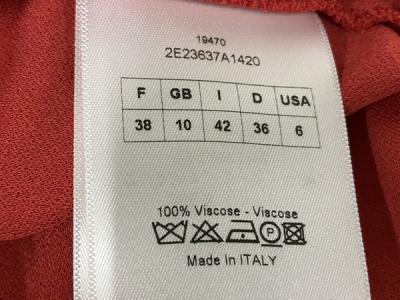 19470
2E23637A1420
F GB I D USA
38 10 42 36 6
100% Viscose - Viscose
P
Made In ITALY